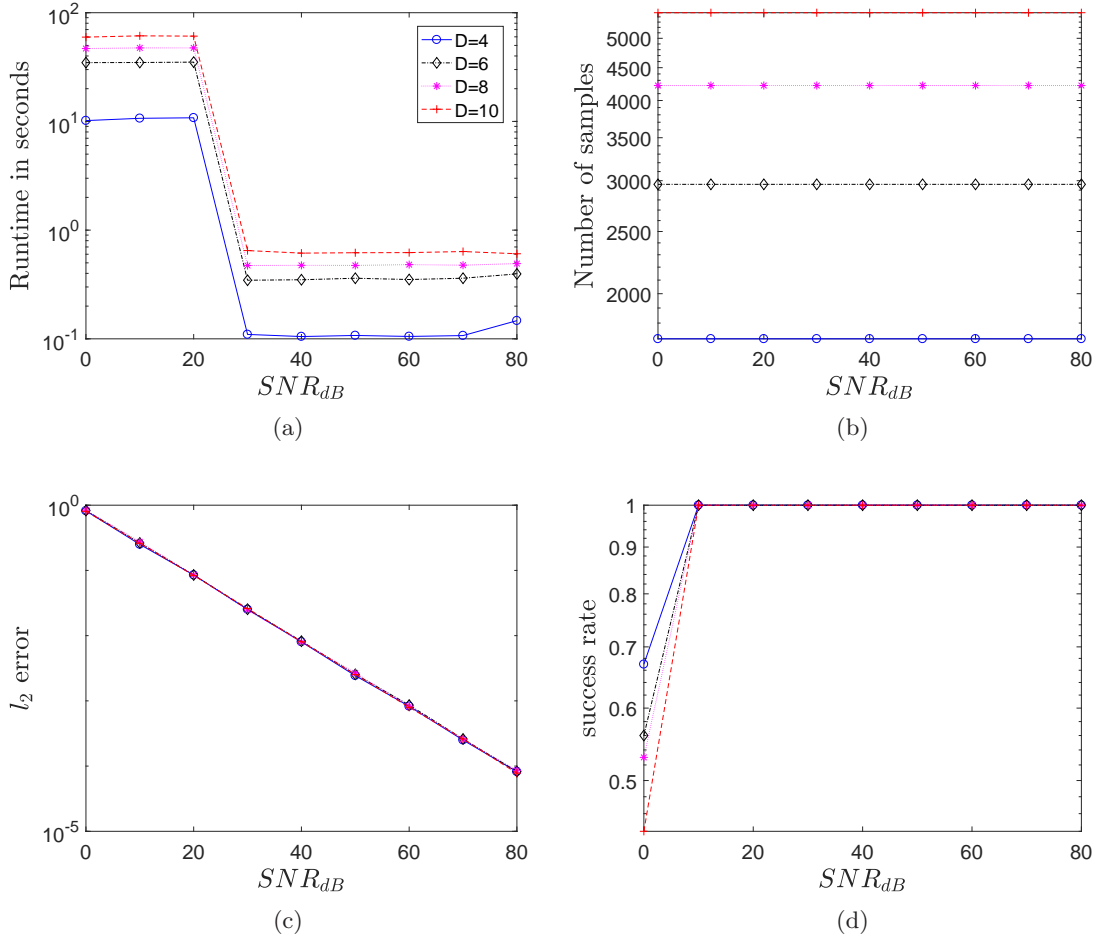 Runtime in seconds
10^2
10^1
10^0
10^-1
0 20 40 60 80
SNR_dB
D=4
D=6
D=8
D=10
(a)
Number of samples
5000
4500
4000
3500
3000
2500
2000
0 20 40 60 80
SNR_dB
(b)
l_2 error
10^0
10^-5
0 20 40 60 80
SNR_dB
(c)
success rate
1
0.9
0.8
0.7
0.6
0.5
0 20 40 60 80
SNR_dB
(d)